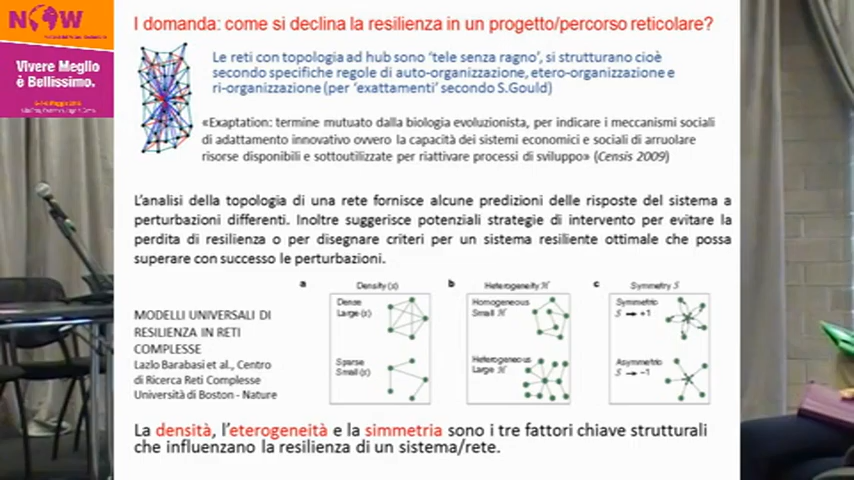 NOW
Vivere Meglio
è Bellissimo.
I domanda: come si declina la resilienza in un progetto/percorso reticolare?
Le reti con topologia ad hub sono 'tele senza ragno', si strutturano cioè
secondo specifiche regole di auto-organizzazione, etero-organizzazione e
ri-organizzazione (per 'exattamenti' secondo S.Gould)
«Exaptation: termine mutuato dalla biologia evoluzionista, per indicare i meccanismi sociali
di adattamento innovativo ovvero la capacità dei sistemi economici e sociali di arruolare
risorse disponibili e sottoutilizzate per riattivare processi di sviluppo» (Censis 2009)
L'analisi della topologia di una rete fornisce alcune predizioni delle risposte del sistema a
perturbazioni differenti. Inoltre suggerisce potenziali strategie di intervento per evitare la
perdita di resilienza o per disegnare criteri per un sistema resiliente ottimale che possa
superare con successo le perturbazioni.
a Density ⟨s⟩ b Heterogeneity ℋ c Symmetry 𝒮
Dense
Large ⟨s⟩
Homogeneous
Small ℋ
Symmetric
𝒮 → +1
Sparse
Small ⟨s⟩
Heterogeneous
Large ℋ
Asymmetric
𝒮 → −1
MODELLI UNIVERSALI DI
RESILIENZA IN RETI
COMPLESSE
Lazlo Barabasi et al., Centro
di Ricerca Reti Complesse
Università di Boston - Nature
La densità, l'eterogeneità e la simmetria sono i tre fattori chiave strutturali
che influenzano la resilienza di un sistema/rete.